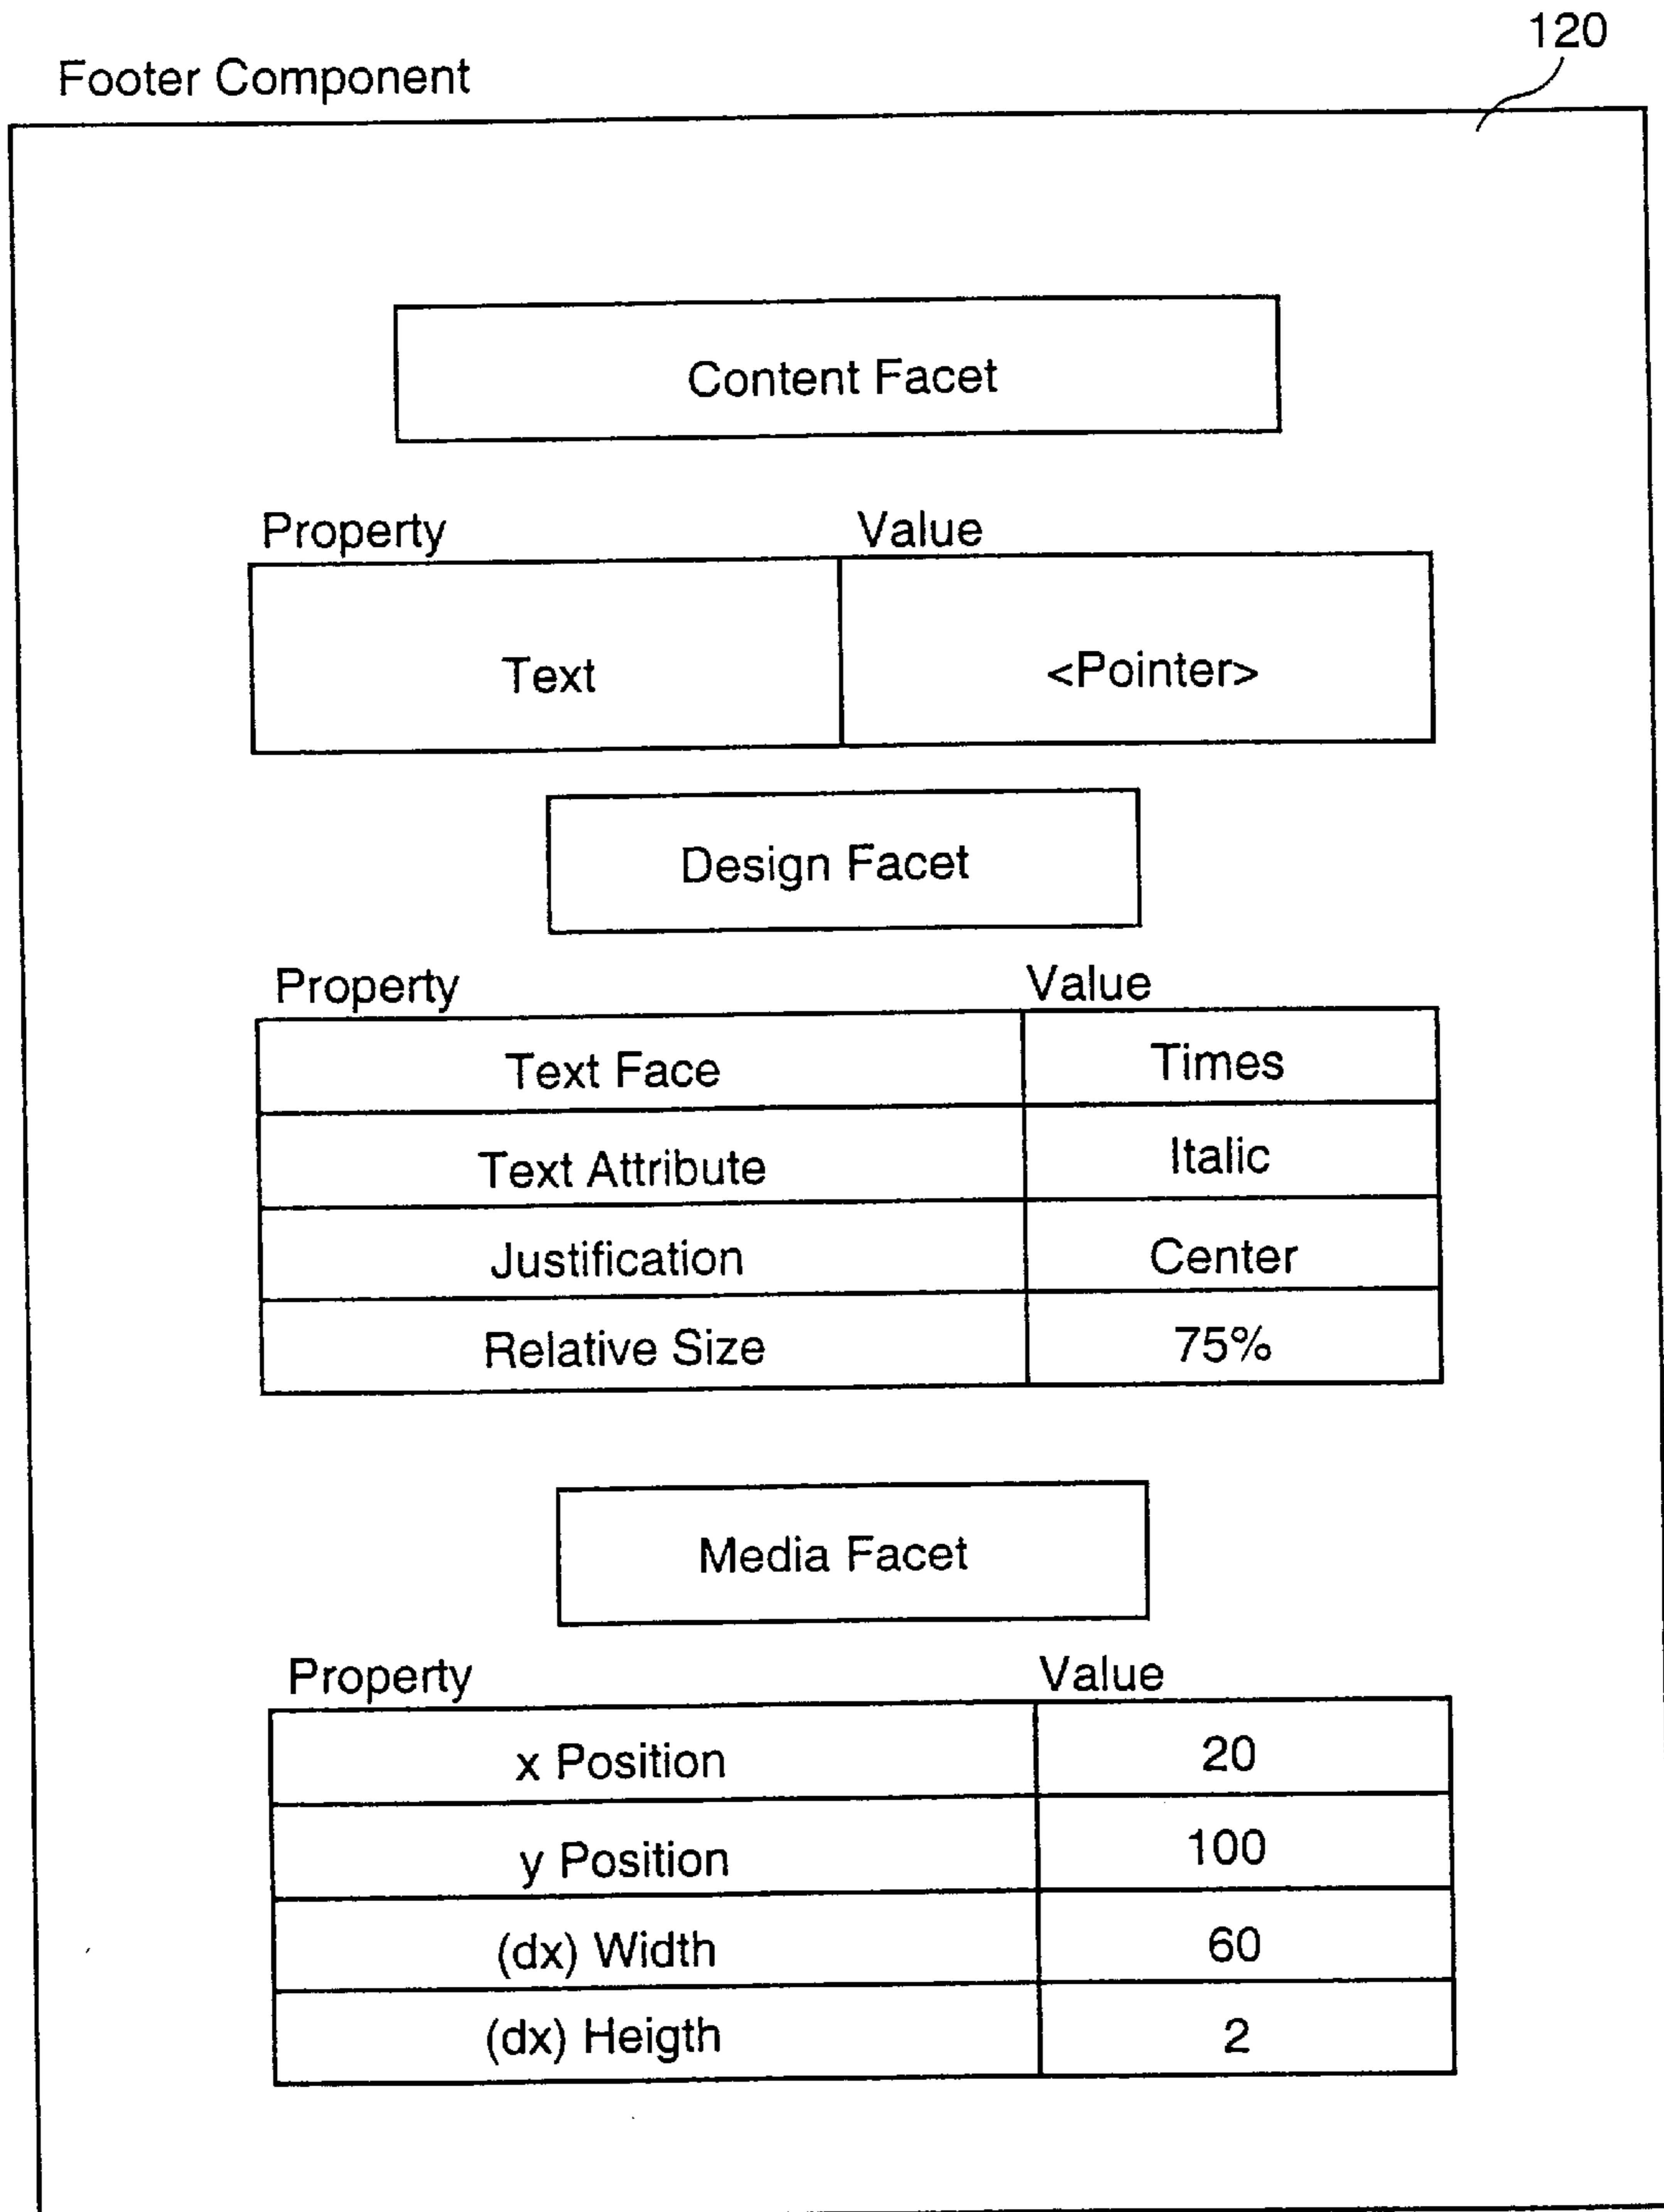 120
Footer Component
Content Facet
Property Value
Text <Pointer>
Design Facet
Property Value
Text Face Times
Text Attribute Italic
Justification Center
Relative Size 75%
Media Facet
Property Value
x Position 20
y Position 100
(dx) Width 60
(dx) Heigth 2